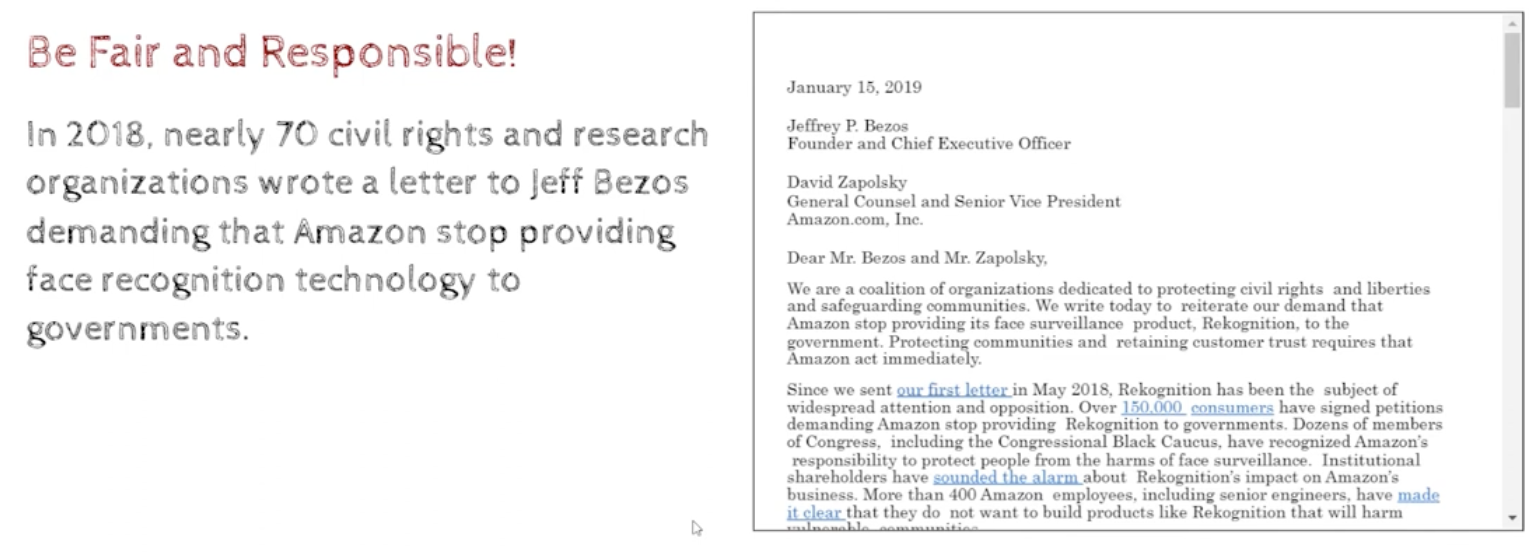 Be Fair and Responsible!
In 2018, nearly 70 civil rights and research
organizations wrote a letter to Jeff Bezos
demanding that Amazon stop providing
face recognition technology to
governments.
January 15, 2019
Jeffrey P. Bezos
Founder and Chief Executive Officer
David Zapolsky
General Counsel and Senior Vice President
Amazon.com, Inc.
Dear Mr. Bezos and Mr. Zapolsky,
We are a coalition of organizations dedicated to protecting civil rights and liberties
and safeguarding communities. We write today to reiterate our demand that
Amazon stop providing its face surveillance product, Rekognition, to the
government. Protecting communities and retaining customer trust requires that
Amazon act immediately.
Since we sent our first letter in May 2018, Rekognition has been the subject of
widespread attention and opposition. Over 150,000 consumers have signed petitions
demanding Amazon stop providing Rekognition to governments. Dozens of members
of Congress, including the Congressional Black Caucus, have recognized Amazon's
responsibility to protect people from the harms of face surveillance. Institutional
shareholders have sounded the alarm about Rekognition's impact on Amazon's
business. More than 400 Amazon employees, including senior engineers, have made
it clear that they do not want to build products like Rekognition that will harm
vulnerable communities